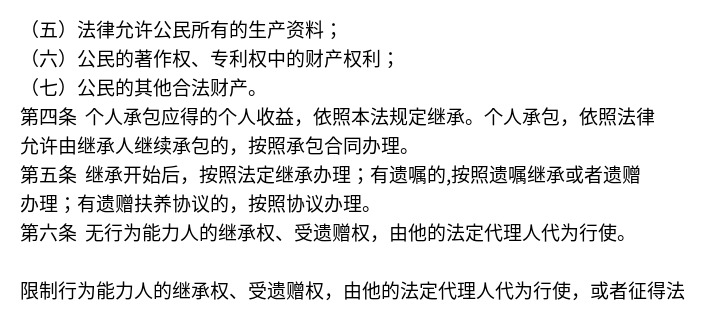 （五）法律允许公民所有的生产资料；
（六）公民的著作权、专利权中的财产权利；
（七）公民的其他合法财产。
第四条 个人承包应得的个人收益，依照本法规定继承。个人承包，依照法律
允许由继承人继续承包的，按照承包合同办理。
第五条 继承开始后，按照法定继承办理；有遗嘱的,按照遗嘱继承或者遗赠
办理；有遗赠扶养协议的，按照协议办理。
第六条 无行为能力人的继承权、受遗赠权，由他的法定代理人代为行使。
限制行为能力人的继承权、受遗赠权，由他的法定代理人代为行使，或者征得法